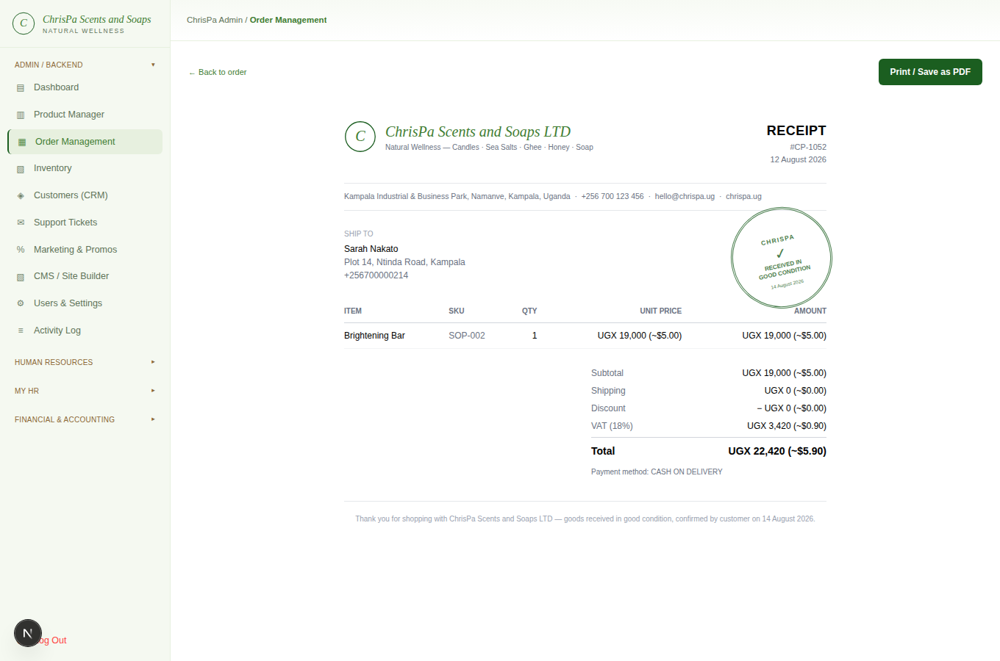 C ChrisPa Scents and Soaps
NATURAL WELLNESS
ADMIN / BACKEND
Dashboard
Product Manager
Order Management
Inventory
Customers (CRM)
Support Tickets
% Marketing & Promos
CMS / Site Builder
Users & Settings
Activity Log
HUMAN RESOURCES
MY HR
FINANCIAL & ACCOUNTING
N
og Out
ChrisPa Admin / Order Management
← Back to order
Print / Save as PDF
C ChrisPa Scents and Soaps LTD
Natural Wellness — Candles · Sea Salts · Ghee · Honey · Soap
RECEIPT
#CP-1052
12 August 2026
Kampala Industrial & Business Park, Namanve, Kampala, Uganda · +256 700 123 456 · hello@chrispa.ug · chrispa.ug
SHIP TO
Sarah Nakato
Plot 14, Ntinda Road, Kampala
+256700000214
CHRISPA
✓
RECEIVED IN
GOOD CONDITION
14 August 2026
ITEM SKU QTY UNIT PRICE AMOUNT
Brightening Bar SOP-002 1 UGX 19,000 (~$5.00) UGX 19,000 (~$5.00)
Subtotal UGX 19,000 (~$5.00)
Shipping UGX 0 (~$0.00)
Discount − UGX 0 (~$0.00)
VAT (18%) UGX 3,420 (~$0.90)
Total UGX 22,420 (~$5.90)
Payment method: CASH ON DELIVERY
Thank you for shopping with ChrisPa Scents and Soaps LTD — goods received in good condition, confirmed by customer on 14 August 2026.